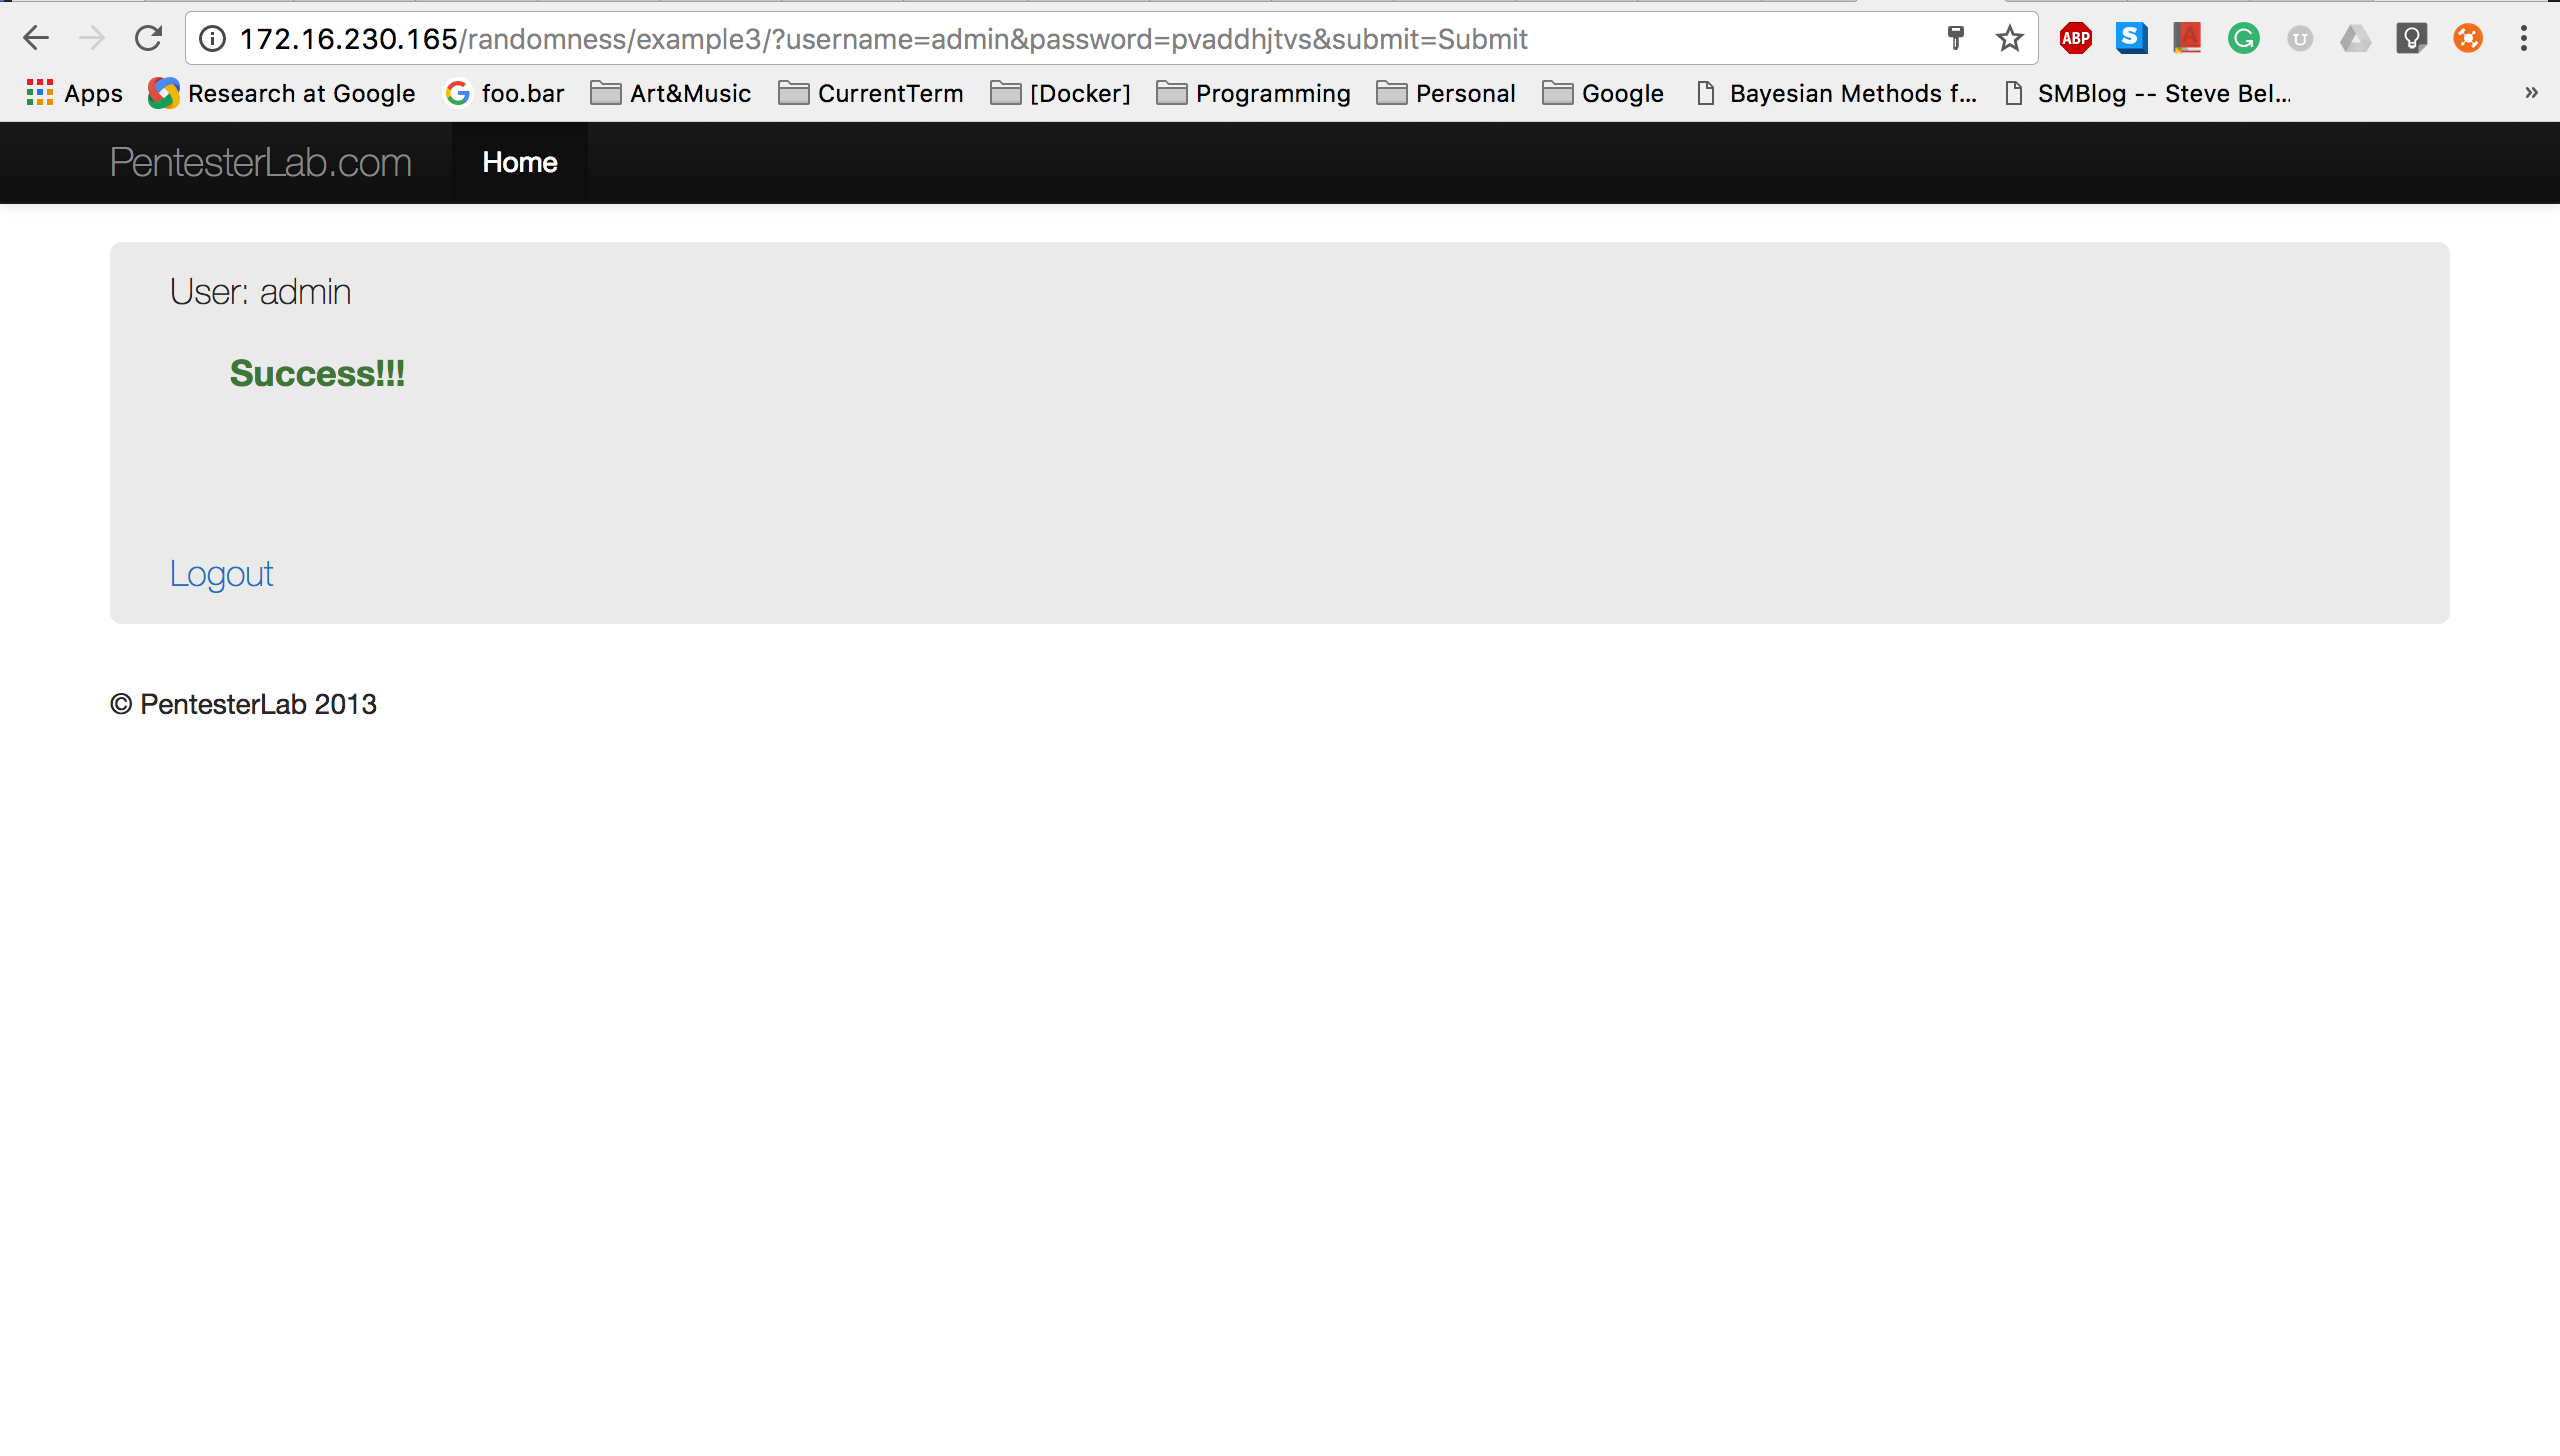 172.16.230.165/randomness/example3/?username=admin&password=pvaddhjtvs&submit=Submit
ABP S A G U
Apps Research at Google G foo.bar Art&Music CurrentTerm [Docker] Programming Personal Google Bayesian Methods f... SMBlog -- Steve Bel... »
PentesterLab.com Home
User: admin
Success!!!
Logout
© PentesterLab 2013